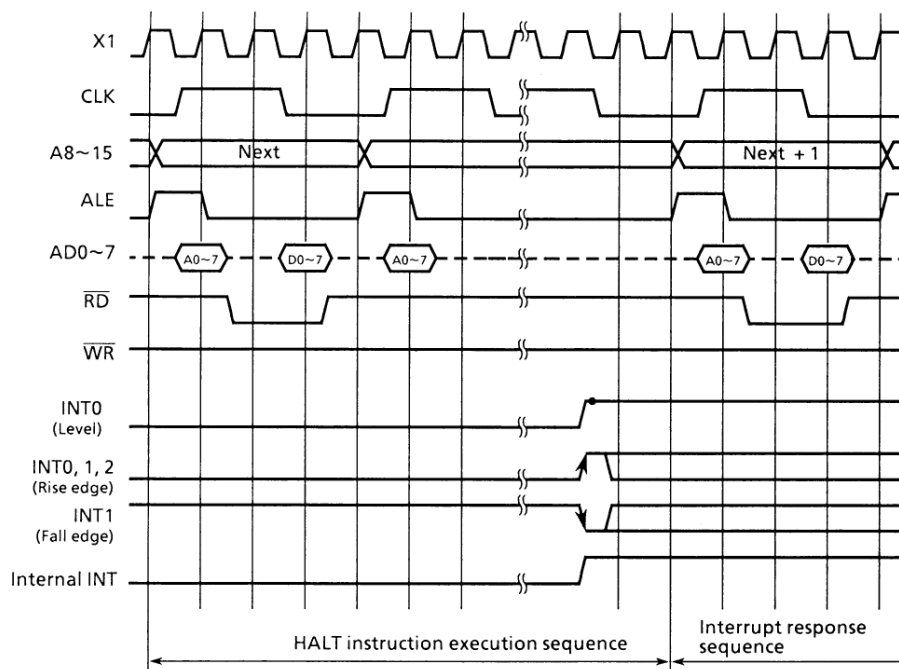 X1
CLK
A8~15
Next
Next + 1
ALE
AD0~7
A0~7
D0~7
A0~7
A0~7
D0~7
RD
WR
INT0
(Level)
INT0, 1, 2
(Rise edge)
INT1
(Fall edge)
Internal INT
HALT instruction execution sequence
Interrupt response
sequence